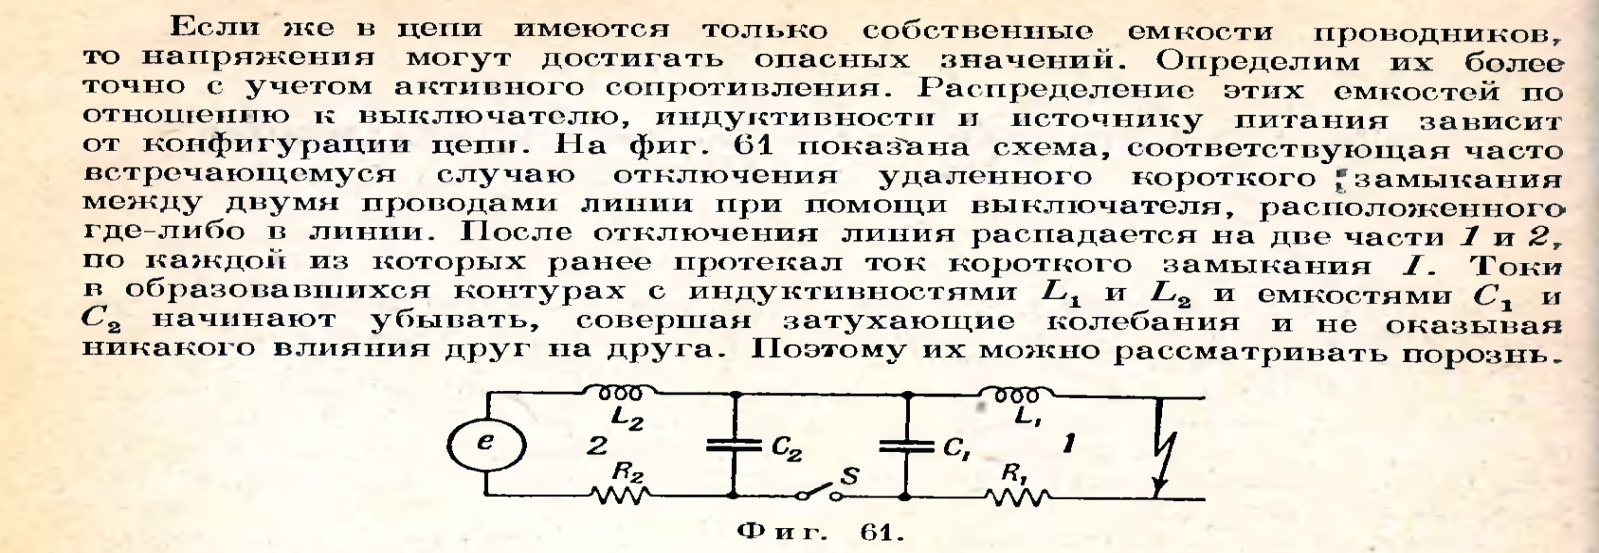 Если же в цепи имеются только собственные емкости проводников,
то напряжения могут достигать опасных значений. Определим их более
точно с учетом активного сопротивления. Распределение этих емкостей по
отношению к выключателю, индуктивности и источнику питания зависит
от конфигурации цепи. На фиг. 61 показана схема, соответствующая часто
встречающемуся случаю отключения удаленного короткого замыкания
между двумя проводами линии при помощи выключателя, расположенного
где-либо в линии. После отключения линия распадается на две части 1 и 2,
по каждой из которых ранее протекал ток короткого замыкания I. Токи
в образовавшихся контурах с индуктивностями L₁ и L₂ и емкостями C₁ и
C₂ начинают убывать, совершая затухающие колебания и не оказывая
никакого влияния друг на друга. Поэтому их можно рассматривать порознь.
L₂ L₁
e 2 C₂ C₁ 1
R₂ S R₁
Фиг. 61.